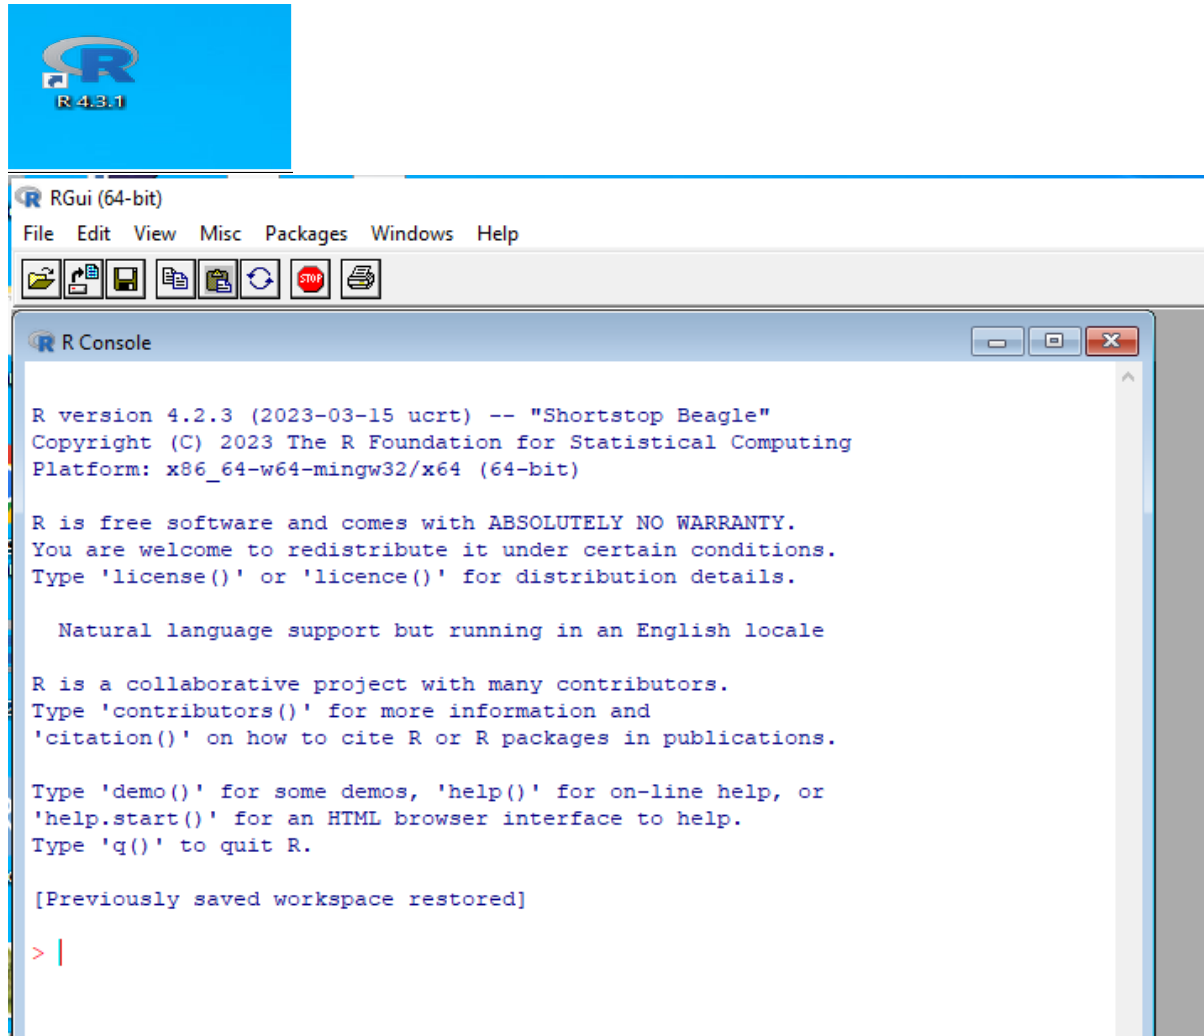 R
R 4.3.1
RGui (64-bit)
File Edit View Misc Packages Windows Help
STOP
R Console
R version 4.2.3 (2023-03-15 ucrt) -- "Shortstop Beagle"
Copyright (C) 2023 The R Foundation for Statistical Computing
Platform: x86_64-w64-mingw32/x64 (64-bit)
R is free software and comes with ABSOLUTELY NO WARRANTY.
You are welcome to redistribute it under certain conditions.
Type 'license()' or 'licence()' for distribution details.
Natural language support but running in an English locale
R is a collaborative project with many contributors.
Type 'contributors()' for more information and
'citation()' on how to cite R or R packages in publications.
Type 'demo()' for some demos, 'help()' for on-line help, or
'help.start()' for an HTML browser interface to help.
Type 'q()' to quit R.
[Previously saved workspace restored]
>